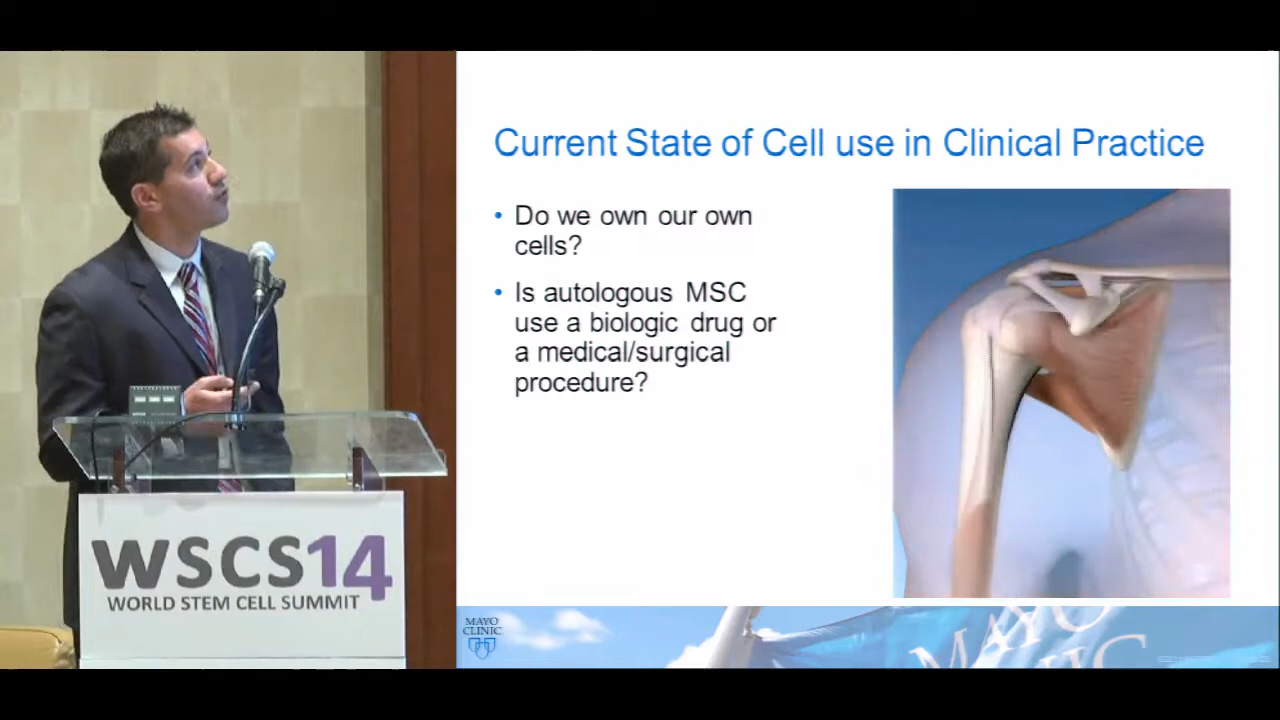 Current State of Cell use in Clinical Practice
• Do we own our own
cells?
• Is autologous MSC
use a biologic drug or
a medical/surgical
procedure?
WSCS14
WORLD STEM CELL SUMMIT
MAYO
CLINIC
MAYO